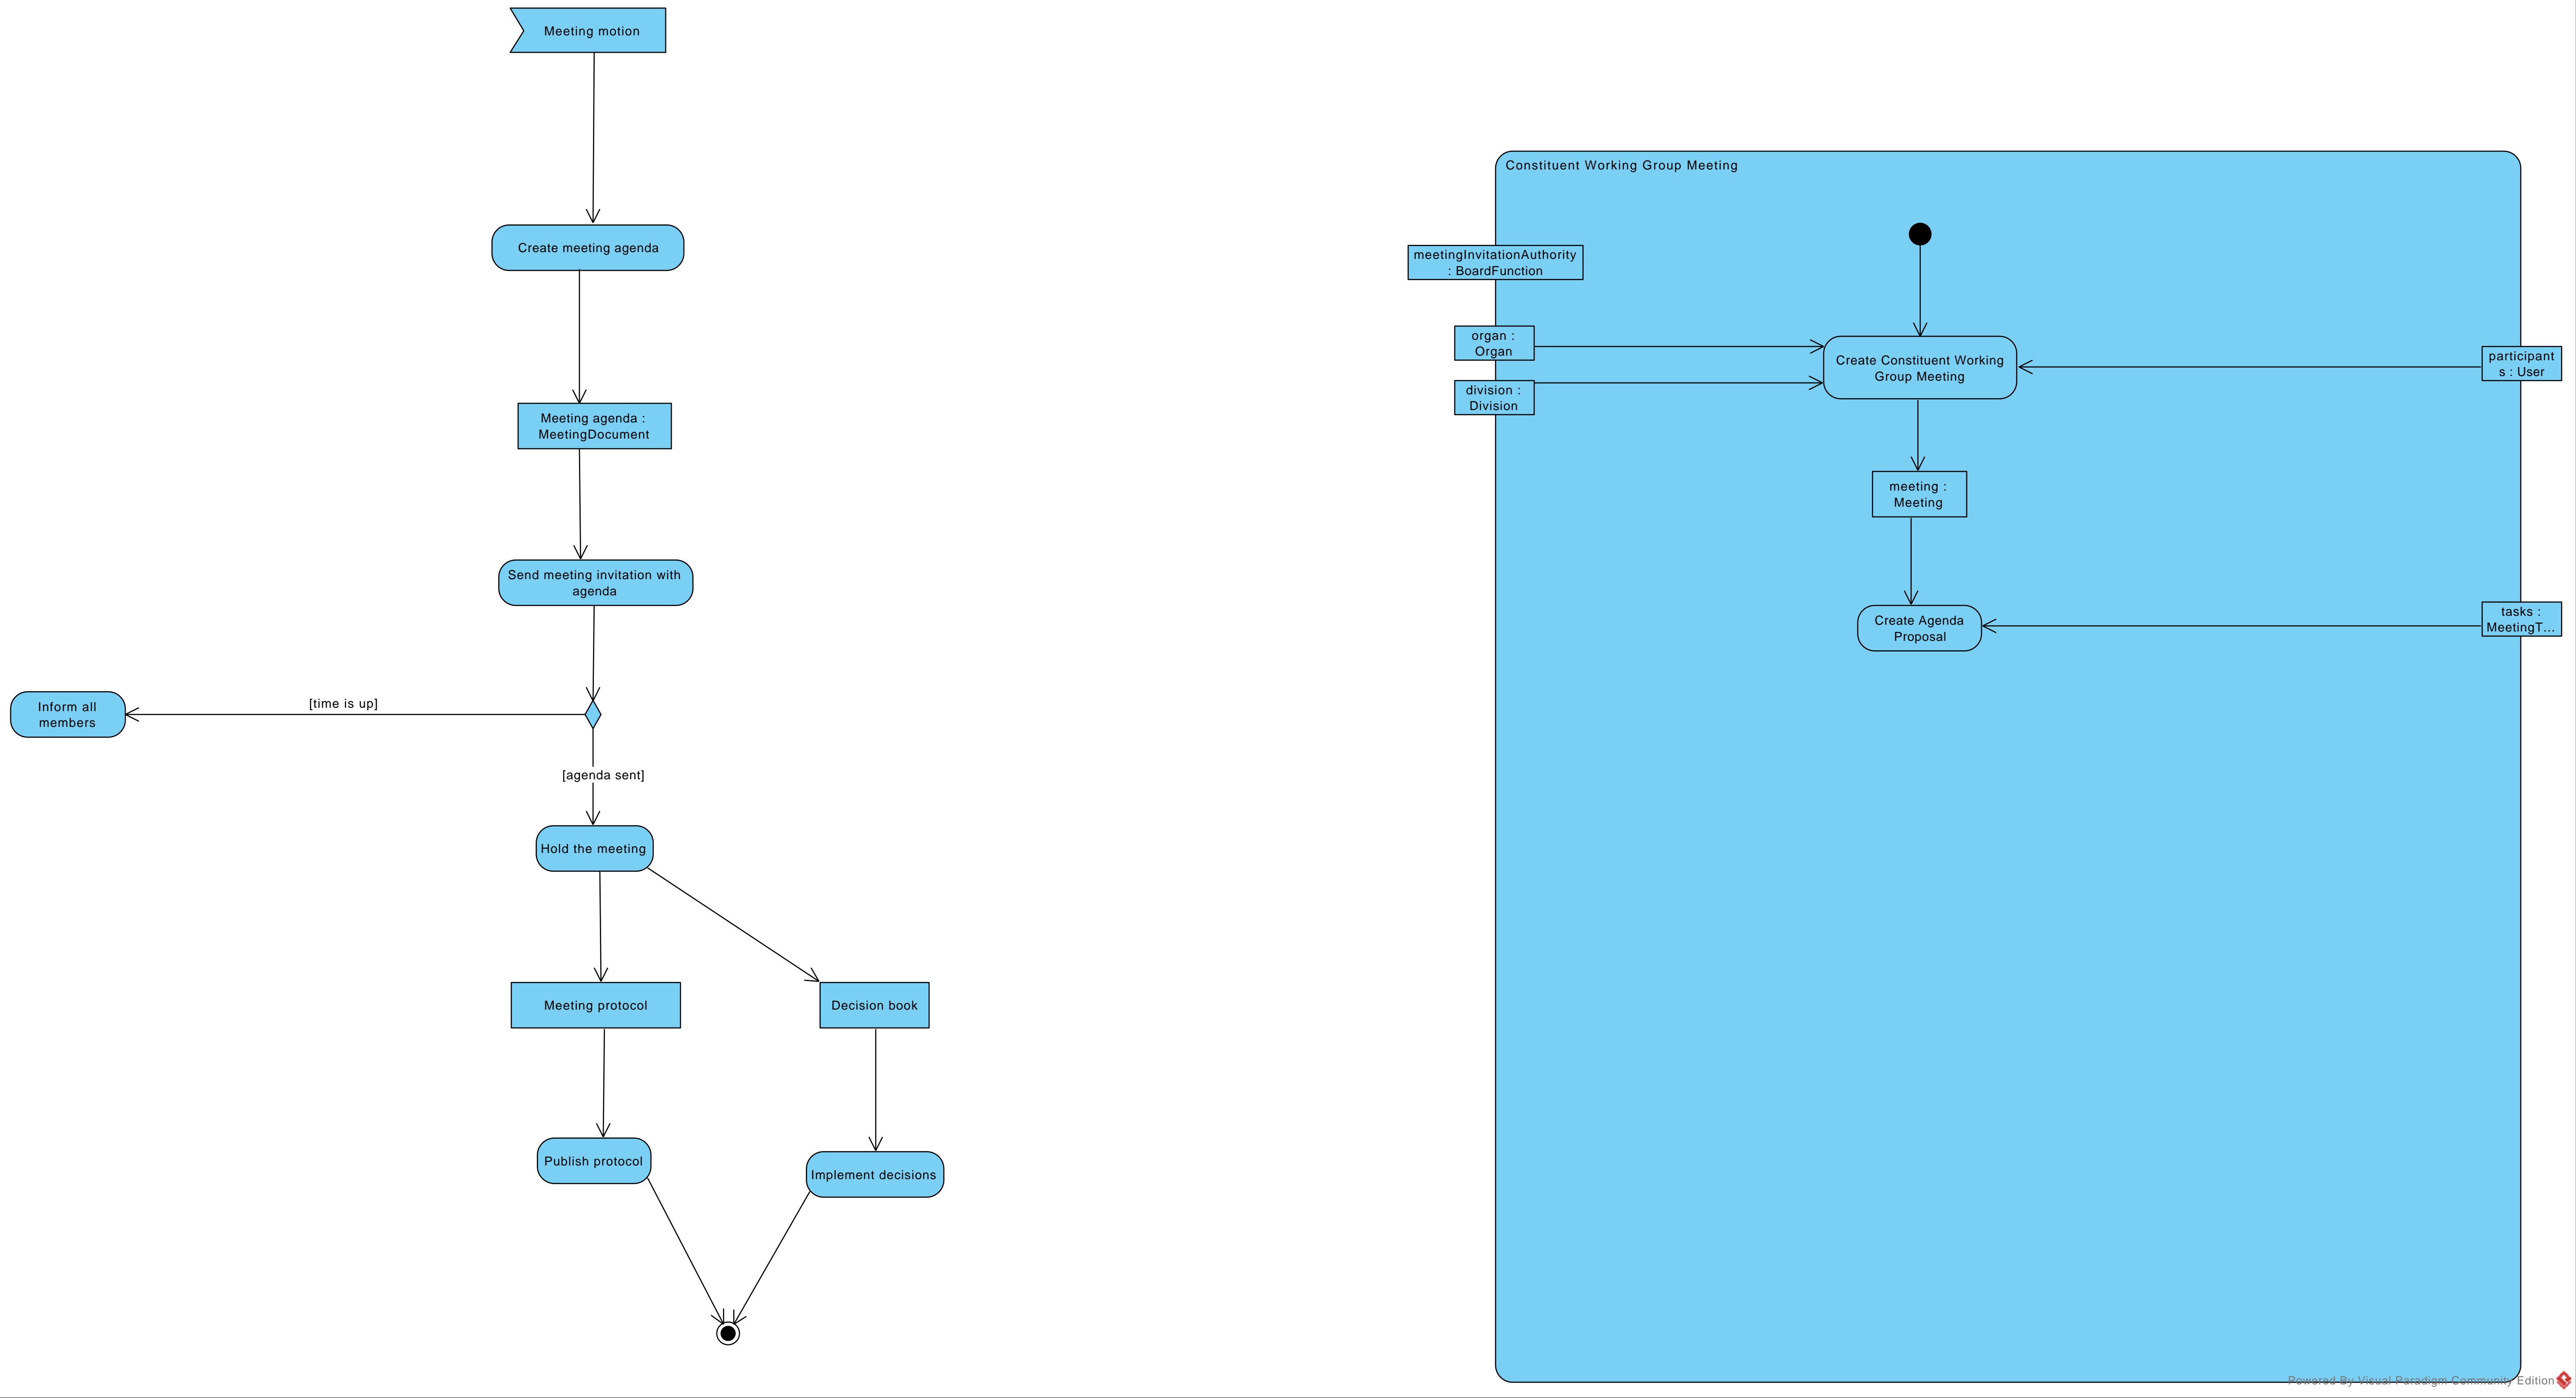 Meeting motion
Create meeting agenda
Meeting agenda :
MeetingDocument
Send meeting invitation with
agenda
[time is up]
Inform all
members
[agenda sent]
Hold the meeting
Meeting protocol
Decision book
Publish protocol
Implement decisions
Constituent Working Group Meeting
meetingInvitationAuthority
: BoardFunction
organ :
Organ
division :
Division
Create Constituent Working
Group Meeting
participant
s : User
meeting :
Meeting
Create Agenda
Proposal
tasks :
MeetingT...
Powered By Visual Paradigm Community Edition